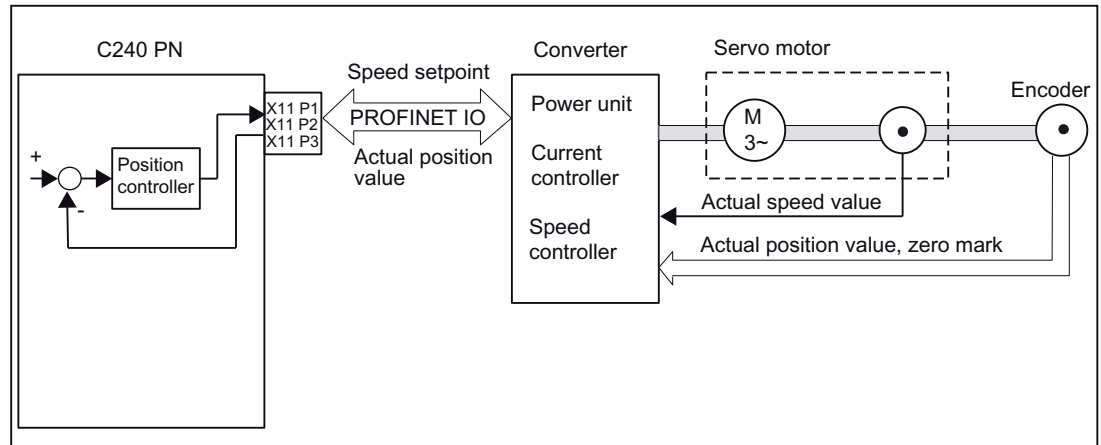 C240 PN
Converter
Servo motor
Encoder
Speed setpoint
PROFINET IO
Actual position
value
X11 P1
X11 P2
X11 P3
+
-
Position
controller
Power unit
Current
controller
Speed
controller
M
3~
Actual speed value
Actual position value, zero mark